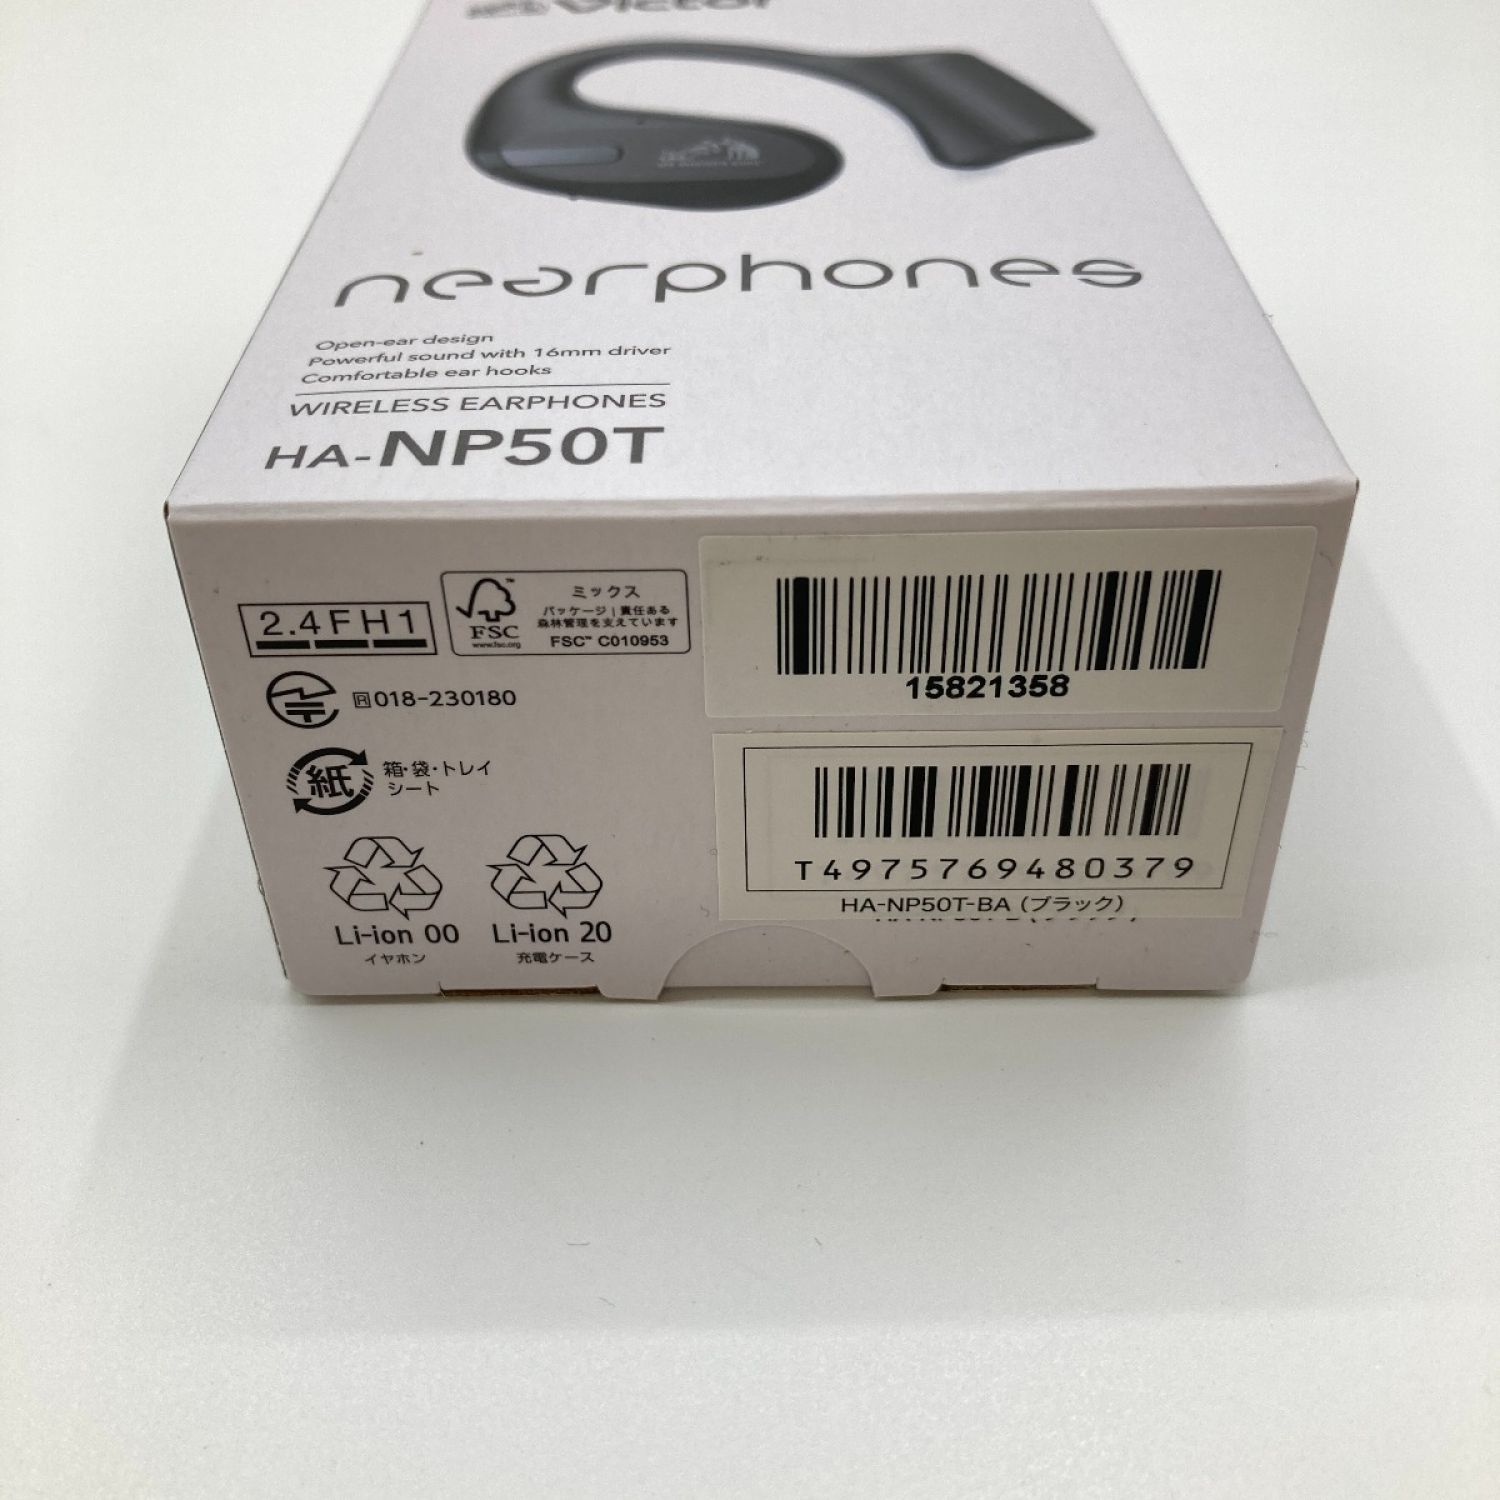 Victor
nearphones
Open-ear design
Powerful sound with 16mm driver
Comfortable ear hooks
WIRELESS EARPHONES
HA-NP50T
2.4FH1
FSC
www.fsc.org
ミックス
パッケージ | 責任ある
森林管理を支えています
FSC™ C010953
R 018-230180
紙
箱・袋・トレイ
シート
Li-ion 00
イヤホン
Li-ion 20
充電ケース
15821358
T4975769480379
HA-NP50T-BA (ブラック)